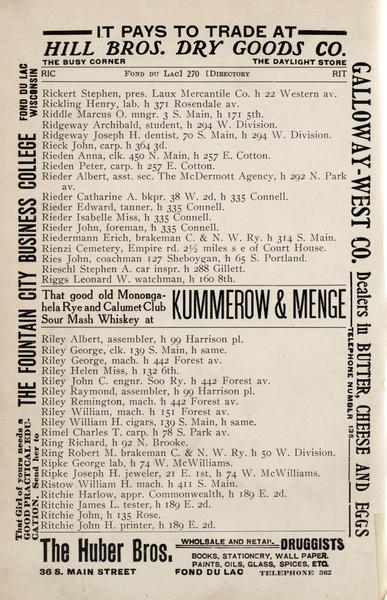 IT PAYS TO TRADE AT
HILL BROS. DRY GOODS CO.
THE BUSY CORNER THE DAYLIGHT STORE
RIC FOND DU LAC] 270 [DIRECTORY RIT
Rickert Stephen, pres. Laux Mercantile Co. h 22 Western av.
Rickling Henry, lab. h 371 Rosendale av.
Riddle Marcus O. mngr. 3 S. Main, h 171 5th.
Ridgeway Archibald, student, h 294 W. Division.
Ridgeway Joseph H. dentist, 70 S. Main, h 294 W. Division.
Rieck John, carp. h 364 3d.
Rieden Anna, clk. 450 N. Main, h 257 E. Cotton.
Rieden Peter, carp. h 257 E. Cotton.
Rieder Albert, asst. sec. The McDermott Agency, h 292 N. Park
av.
Rieder Catharine A. bkpr. 38 W. 2d, h 335 Connell.
Rieder Edward, tanner, h 335 Connell.
Rieder Isabelle Miss, h 335 Connell.
Rieder John, foreman, h 335 Connell.
Riedermann Erich, brakeman C. & N. W. Ry. h 314 S. Main.
Rienzi Cemetery, Empire rd. 2½ miles s e of Court House.
Ries John, coachman 127 Sheboygan, h 65 S. Portland.
Rieschl Stephen A. car inspr. h 288 Gillett.
Riggs Leonard W. watchman, h 160 8th.
That good old Mononga-
hela Rye and Calumet Club
Sour Mash Whiskey at
KUMMEROW & MENGE
Riley Albert, assembler, h 99 Harrison pl.
Riley George, clk. 139 S. Main, h same.
Riley George, mach. h 442 Forest av.
Riley Helen Miss, h 132 6th.
Riley John C. engnr. Soo Ry. h 442 Forest av.
Riley Raymond, assembler, h 99 Harrison pl.
Riley Remington, mach. h 442 Forest av.
Riley William, mach. h 151 Forest av.
Riley William H. cigars, 139 S. Main, h same.
Rimel Charles T. carp. h 78 S. Park av.
Ring Richard, h 92 N. Brooke.
Ring Robert M. brakeman C. & N. W. Ry. h 50 W. Division.
Ripke George lab, h 74 W. McWilliams.
Ripke Joseph H. jeweler, 21 E. 1st, h 74 W. McWilliams.
Ristow William H. mach. h 411 S. Main.
Ritchie Harlow, appr. Commonwealth, h 189 E. 2d.
Ritchie James L. tester, h 189 E. 2d.
Ritchie John, h 135 Rose.
Ritchie John H. printer, h 189 E. 2d.
The Huber Bros. WHOLESALE AND RETAIL DRUGGISTS
BOOKS, STATIONERY, WALL PAPER.
PAINTS, OIL, GLASS, SPICES, ETC.
36 S. MAIN STREET FOND DU LAC TELEPHONE 362
That Girl of yours needs a
GOOD PRACTICAL EDU-
CATION. Send her to
THE FOUNTAIN CITY BUSINESS COLLEGE
FOND DU LAC
WISCONSIN
GALLOWAY-WEST CO. Dealers in BUTTER, CHEESE AND EGGS
TELEPHONE NUMBER 135